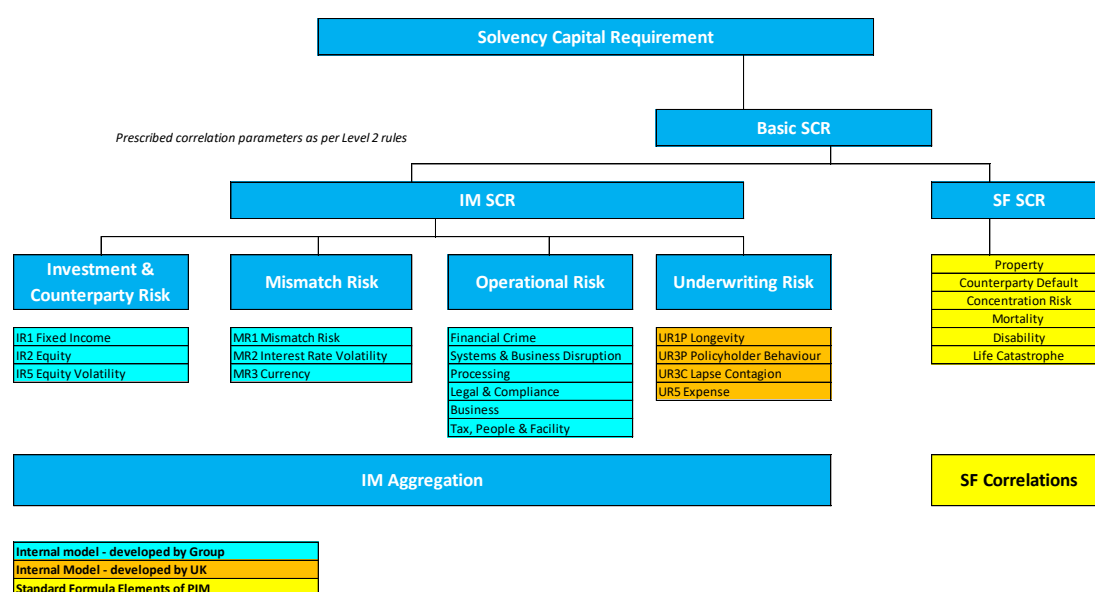 Solvency Capital Requirement
Basic SCR
Prescribed correlation parameters as per Level 2 rules
IM SCR
SF SCR
Investment &
Counterparty Risk
Mismatch Risk
Operational Risk
Underwriting Risk
IR1 Fixed Income
IR2 Equity
IR5 Equity Volatility
MR1 Mismatch Risk
MR2 Interest Rate Volatility
MR3 Currency
Financial Crime
Systems & Business Disruption
Processing
Legal & Compliance
Business
Tax, People & Facility
UR1P Longevity
UR3P Policyholder Behaviour
UR3C Lapse Contagion
UR5 Expense
Property
Counterparty Default
Concentration Risk
Mortality
Disability
Life Catastrophe
IM Aggregation
SF Correlations
Internal model - developed by Group
Internal Model - developed by UK
Standard Formula Elements of PIM